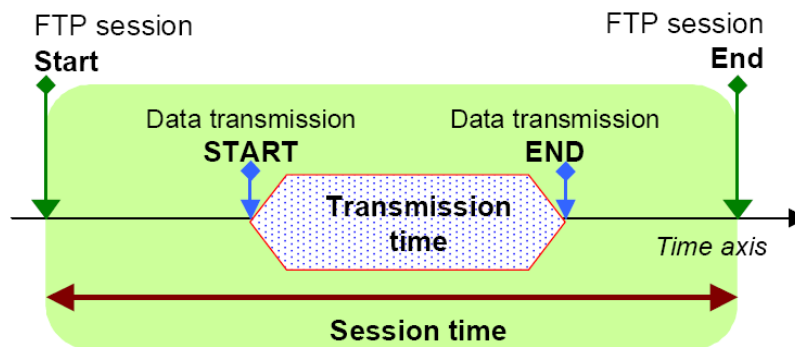 FTP session
Start
FTP session
End
Data transmission
START
Data transmission
END
Transmission
time
Time axis
Session time